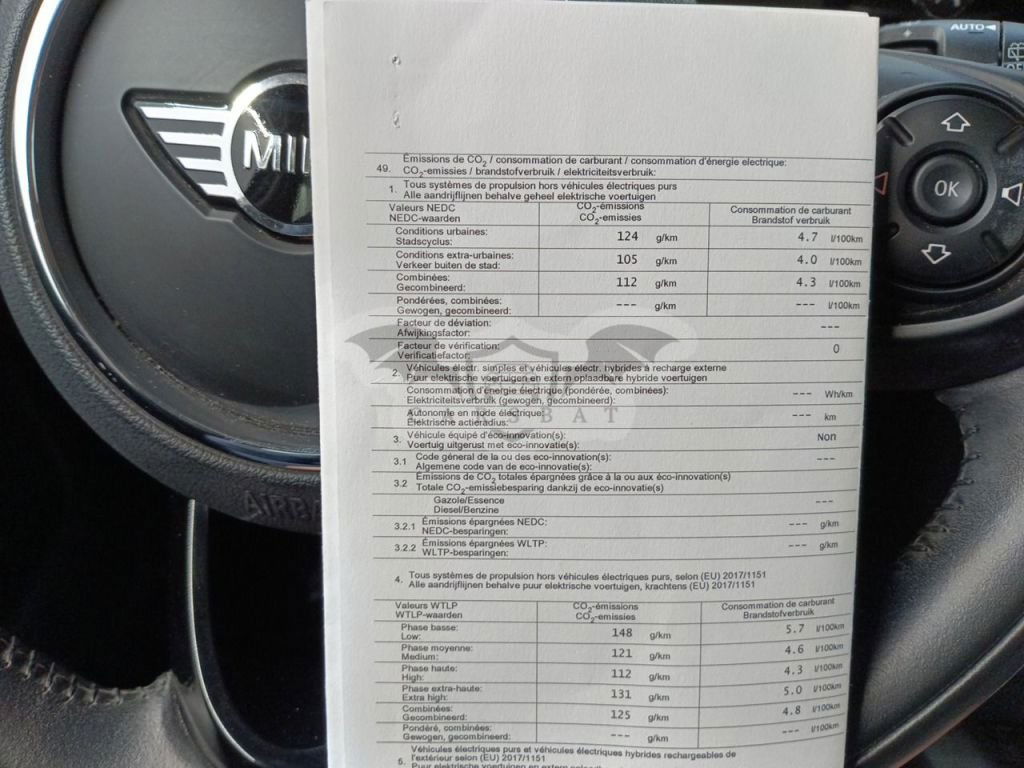 MINI
AUTO
OK
AIRBAG
49. Émissions de CO2 / consommation de carburant / consommation d'énergie electrique:
CO2-emissies / brandstofverbruik / elektriciteitsverbruik:
1. Tous systèmes de propulsion hors véhicules électriques purs
Alle aandrijflijnen behalve geheel elektrische voertuigen
Valeurs NEDC CO2-émissions Consommation de carburant
NEDC-waarden CO2-emissies Brandstof verbruik
Conditions urbaines: 124 g/km 4.7 l/100km
Stadscyclus:
Conditions extra-urbaines: 105 g/km 4.0 l/100km
Verkeer buiten de stad:
Combinées: 112 g/km 4.3 l/100km
Gecombineerd:
Pondérées, combinées: --- g/km --- l/100km
Gewogen, gecombineerd:
Facteur de déviation: ---
Afwijkingsfactor:
Facteur de vérification: 0
Verificatiefactor:
2. Véhicules électr. simples et véhicules électr. hybrides à recharge externe
Puur elektrische voertuigen en extern oplaadbare hybride voertuigen
Consommation d'énergie électrique (pondérée, combinées): --- Wh/km
Elektriciteitsverbruik (gewogen, gecombineerd):
Autonomie en mode électrique: --- km
Elektrische actieradius:
3. Véhicule équipé d'éco-innovation(s): Non
Voertuig uitgerust met eco-innovatie(s):
3.1 Code géneral de la ou des eco-innovation(s): ---
Algemene code van de eco-innovatie(s):
3.2 Émissions de CO2 totales épargnées grâce à la ou aux éco-innovation(s)
Totale CO2-emissiebesparing dankzij de eco-innovatie(s)
Gazole/Essence ---
Diesel/Benzine
3.2.1 Émissions épargnées NEDC: --- g/km
NEDC-besparingen:
3.2.2 Émissions épargnées WLTP: --- g/km
WLTP-besparingen:
4. Tous systèmes de propulsion hors véhicules électriques purs, selon (EU) 2017/1151
Alle aandrijflijnen behalve puur elektrische voertuigen, krachtens (EU) 2017/1151
Valeurs WTLP CO2-émissions Consommation de carburant
WTLP-waarden CO2-emissies Brandstofverbruik
Phase basse: 148 g/km 5.7 l/100km
Low:
Phase moyenne: 121 g/km 4.6 l/100km
Medium:
Phase haute: 112 g/km 4.3 l/100km
High:
Phase extra-haute: 131 g/km 5.0 l/100km
Extra high:
Combinées: 125 g/km 4.8 l/100km
Gecombineerd:
Pondéré, combinées: --- g/km --- l/100km
Gewogen, gecombineerd:
5. Véhicules électriques purs et véhicules électriques hybrides rechargeables de
l'extérieur selon (EU) 2017/1151